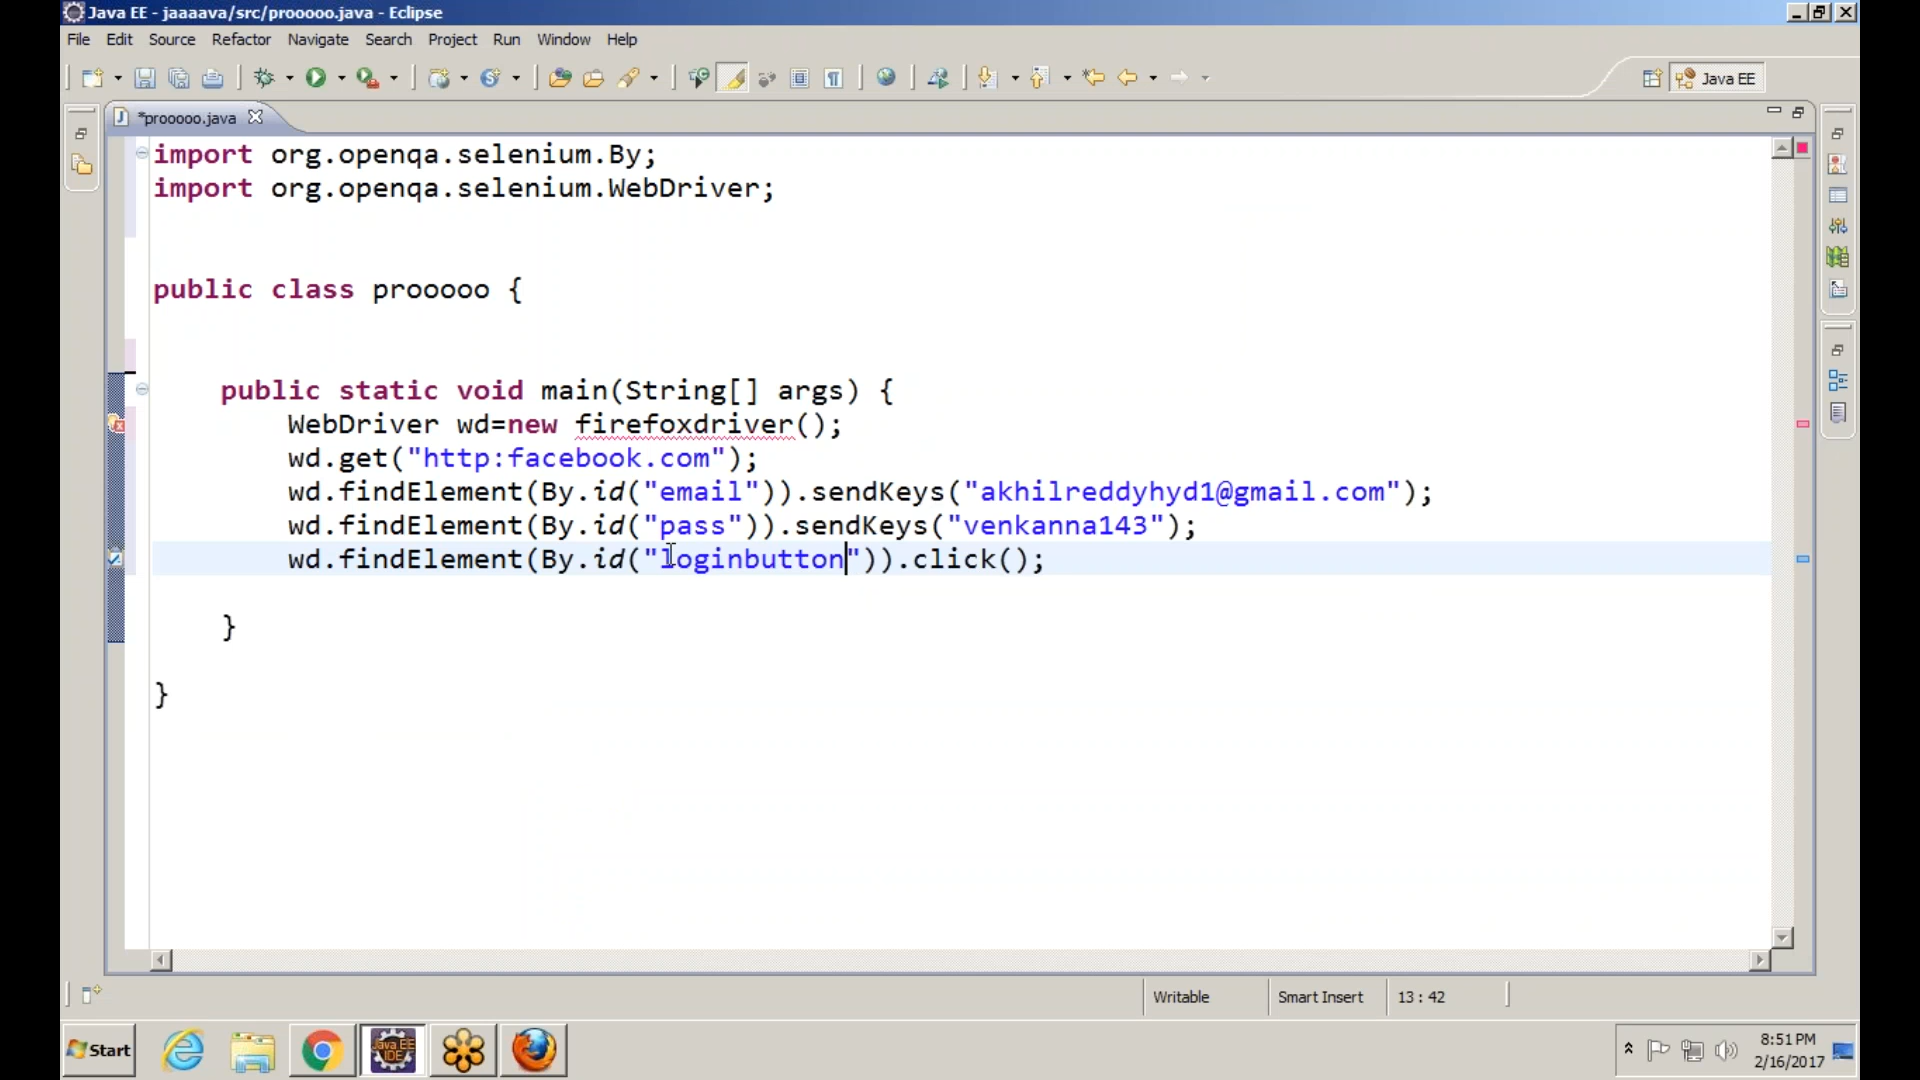 Java EE - jaaaava/src/prooooo.java - Eclipse
File Edit Source Refactor Navigate Search Project Run Window Help
Java EE
*prooooo.java
import org.openqa.selenium.By;
import org.openqa.selenium.WebDriver;
public class prooooo {
public static void main(String[] args) {
WebDriver wd=new firefoxdriver();
wd.get("http:facebook.com");
wd.findElement(By.id("email")).sendKeys("akhilreddyhyd1@gmail.com");
wd.findElement(By.id("pass")).sendKeys("venkanna143");
wd.findElement(By.id("loginbutton")).click();
}
}
Writable Smart Insert 13 : 42
Start
Java EE
IDE
8:51 PM
2/16/2017